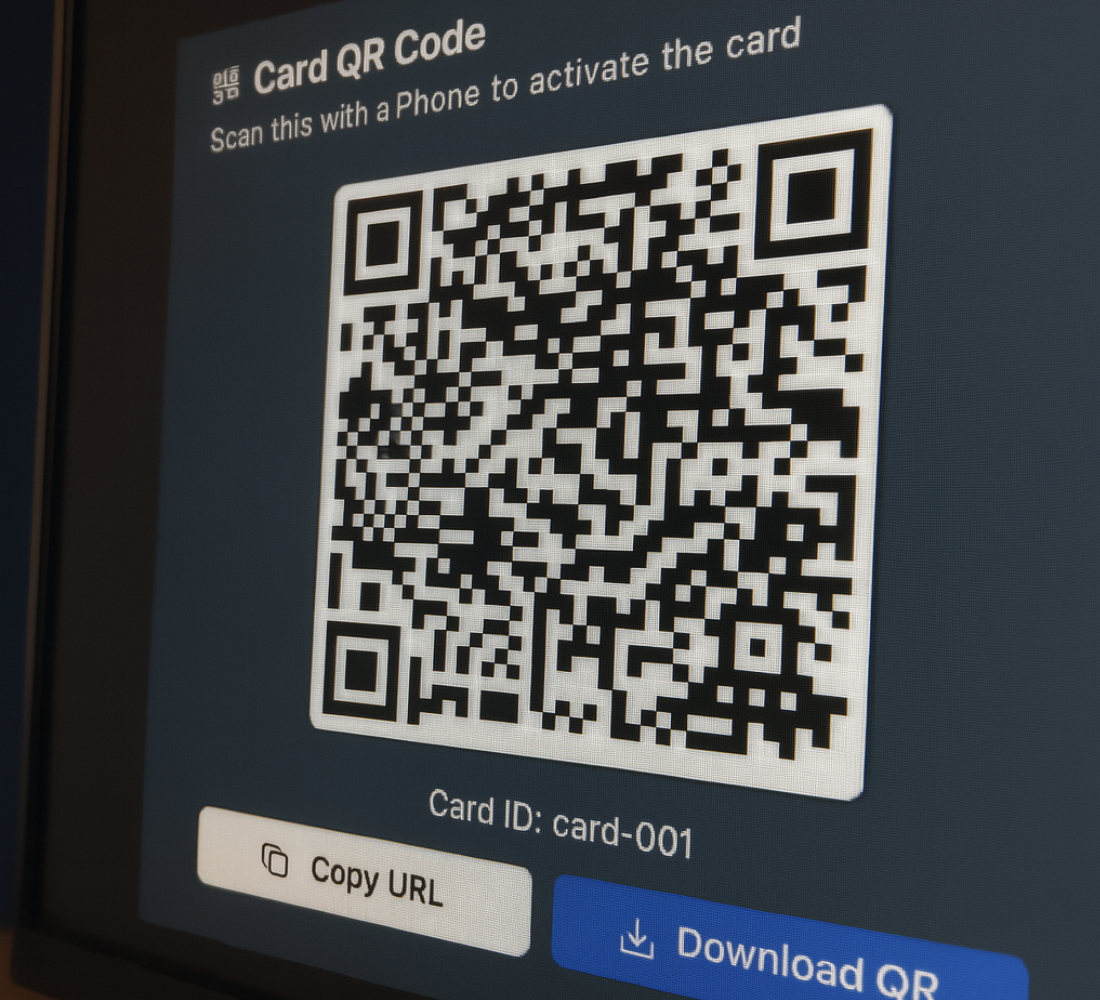 Card QR Code
Scan this with a Phone to activate the card
Card ID: card-001
Copy URL
Download QR